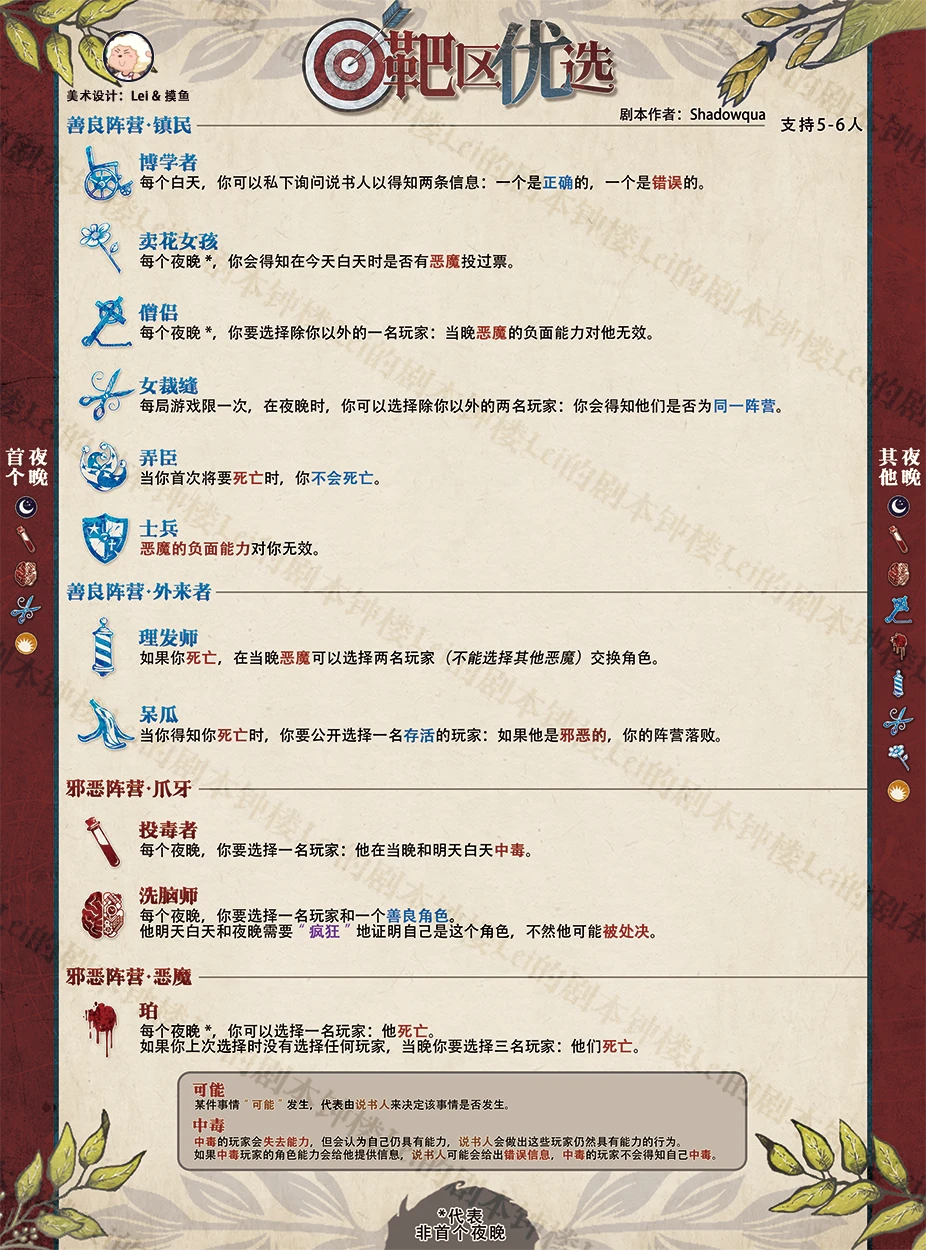 靶区优选
美术设计：Lei & 摸鱼
剧本作者：Shadowqua
支持5-6人
善良阵营·镇民
博学者
每个白天，你可以私下询问说书人以得知两条信息：一个是正确的，一个是错误的。
卖花女孩
每个夜晚*，你会得知在今天白天时是否有恶魔投过票。
僧侣
每个夜晚*，你要选择除你以外的一名玩家：当晚恶魔的负面能力对他无效。
女裁缝
每局游戏限一次，在夜晚时，你可以选择除你以外的两名玩家：你会得知他们是否为同一阵营。
弄臣
当你首次将要死亡时，你不会死亡。
士兵
恶魔的负面能力对你无效。
善良阵营·外来者
理发师
如果你死亡，在当晚恶魔可以选择两名玩家（不能选择其他恶魔）交换角色。
呆瓜
当你得知你死亡时，你要公开选择一名存活的玩家：如果他是邪恶的，你的阵营落败。
邪恶阵营·爪牙
投毒者
每个夜晚，你要选择一名玩家：他在当晚和明天白天中毒。
洗脑师
每个夜晚，你要选择一名玩家和一个善良角色。
他明天白天和夜晚需要“疯狂”地证明自己是这个角色，不然他可能被处决。
邪恶阵营·恶魔
珀
每个夜晚*，你可以选择一名玩家：他死亡。
如果你上次选择时没有选择任何玩家，当晚你要选择三名玩家：他们死亡。
可能
某件事情“可能”发生，代表由说书人来决定该事情是否发生。
中毒
中毒的玩家会失去能力，但会认为自己仍具有能力，说书人会做出这些玩家仍然具有能力的行为。
如果中毒玩家的角色能力会给他提供信息，说书人可能会给出错误信息，中毒的玩家不会得知自己中毒。
*代表
非首个夜晚
首个夜晚
其他夜晚
钟楼Lei的剧本